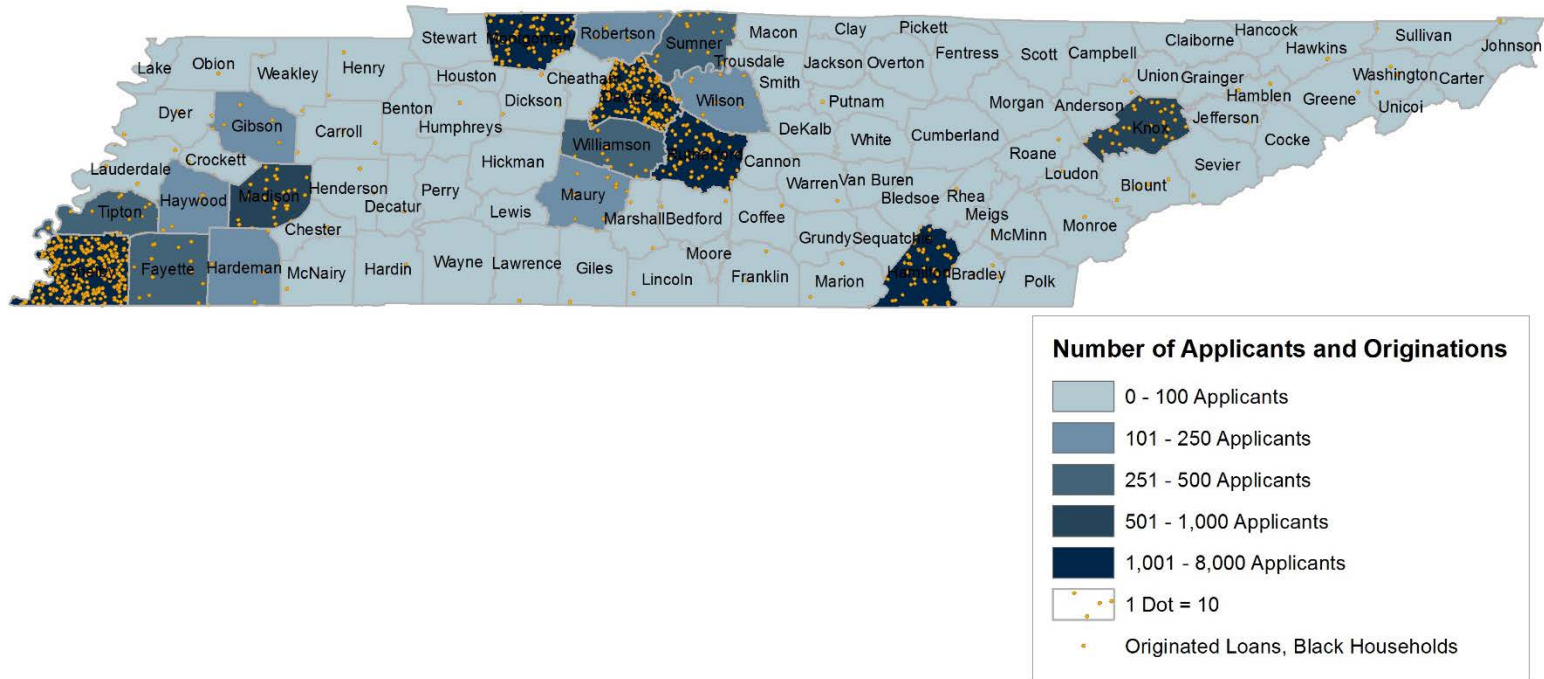 Lake
Obion
Weakley
Henry
Stewart
Montgomery
Robertson
Sumner
Macon
Clay
Pickett
Fentress
Scott
Campbell
Claiborne
Hancock
Hawkins
Sullivan
Johnson
Houston
Cheatham
Trousdale
Smith
Jackson
Overton
Union
Grainger
Hamblen
Washington
Carter
Greene
Unicoi
Dyer
Gibson
Carroll
Benton
Humphreys
Dickson
Davidson
Wilson
Putnam
Morgan
Anderson
Knox
Jefferson
Cocke
Lauderdale
Crockett
Haywood
Madison
Henderson
Decatur
Perry
Hickman
Williamson
Rutherford
Cannon
DeKalb
White
Cumberland
Roane
Loudon
Blount
Sevier
Tipton
Chester
Lewis
Maury
Marshall
Bedford
Coffee
Warren
Van Buren
Bledsoe
Rhea
Meigs
McMinn
Monroe
Shelby
Fayette
Hardeman
McNairy
Hardin
Wayne
Lawrence
Giles
Lincoln
Moore
Franklin
Grundy
Sequatchie
Marion
Hamilton
Bradley
Polk
Number of Applicants and Originations
0 - 100 Applicants
101 - 250 Applicants
251 - 500 Applicants
501 - 1,000 Applicants
1,001 - 8,000 Applicants
1 Dot = 10
Originated Loans, Black Households